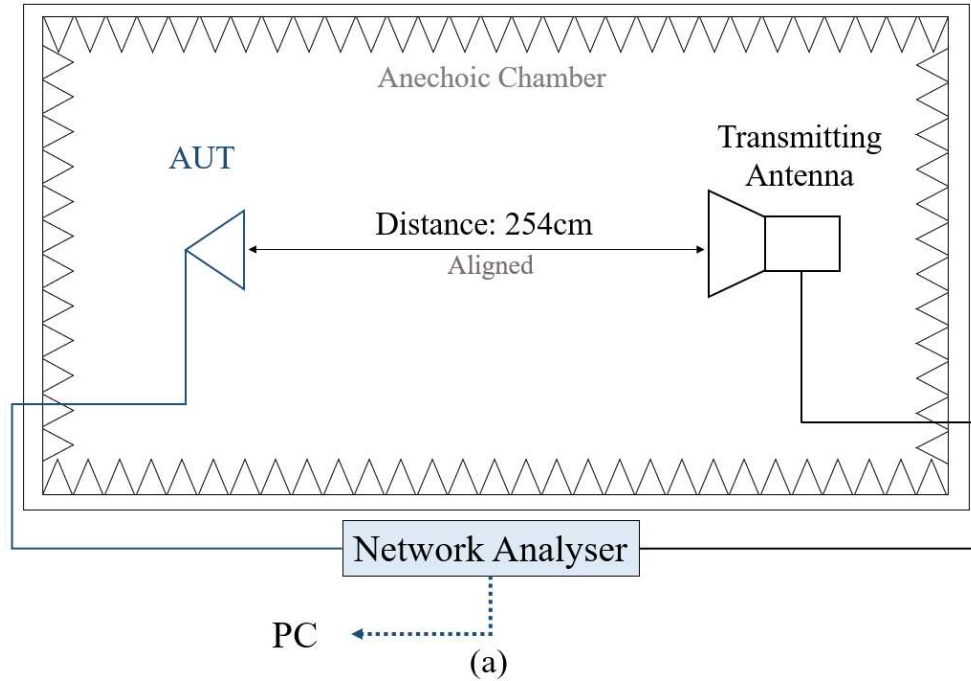 Anechoic Chamber
AUT
Transmitting
Antenna
Distance: 254cm
Aligned
Network Analyser
PC
(a)